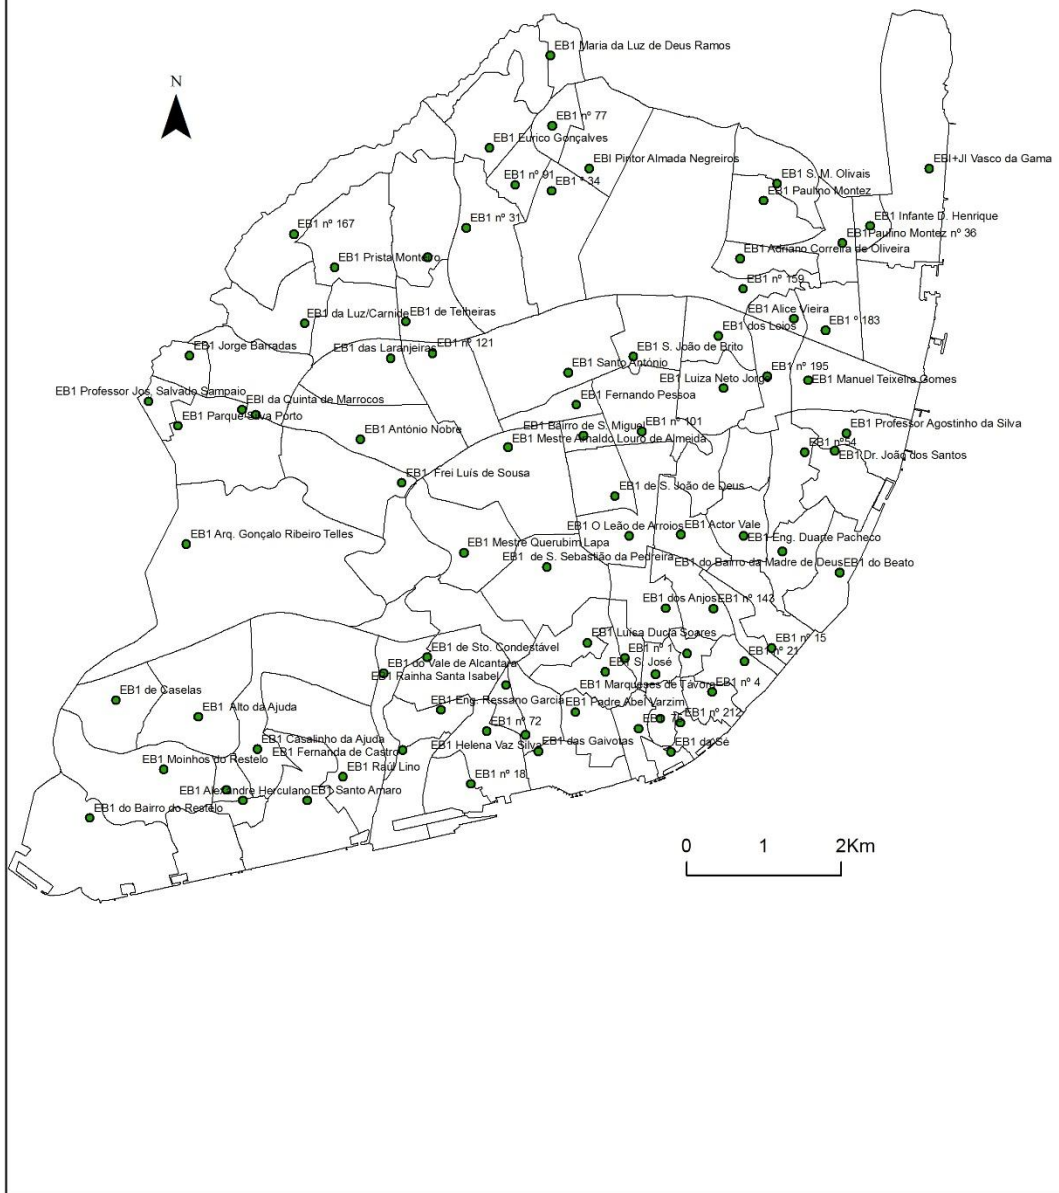 EB1 Maria da Luz de Deus Ramos
N
EB1 nº 77
EB1 Eurico Gonçalves
EBI Pintor Almada Negreiros
EBI+JI Vasco da Gama
EB1 nº 91
EB1 º 34
EB1 S. M. Olivais
EB1 Paulino Montez
EB1 nº 31
EB1 Infante D. Henrique
EB1 nº 167
EB1Paulino Montez nº 36
EB1 Adriano Correira de Oliveira
EB1 Prista Monteiro
EB1 nº 159
EB1 Alice Vieira
EB1 da Luz/Carnide
EB1 de Telheiras
EB1 º 183
EB1 dos Loios
EB1 nº 121
EB1 S. João de Brito
EB1 Jorge Barradas
EB1 das Laranjeiras
EB1 Santo António
EB1 nº 195
EB1 Luiza Neto Jorge
EB1 Manuel Teixeira Gomes
EB1 Professor Jos. Salvado Sampaio
EBI da Quinta de Marrocos
EB1 Fernando Pessoa
EB1 Parque Silva Porto
EB1 nº 101
EB1 Bairro de S. Miguel
EB1 Professor Agostinho da Silva
EB1 António Nobre
EB1 Mestre Arnaldo Louro de Almeida
EB1 nº54
EB1 Dr. João dos Santos
EB1  Frei Luís de Sousa
EB1 de S. João de Deus
EB1 O Leão de Arroios
EB1 Actor Vale
EB1 Arq. Gonçalo Ribeiro Telles
EB1 Eng. Duarte Pacheco
EB1 Mestre Querubim Lapa
EB1  de S. Sebastião da Pedreira
EB1 do Bairro da Madre de Deus
EB1 do Beato
EB1 dos Anjos
EB1 nº 143
EB1 Luísa Ducla Soares
EB1 nº 15
EB1 de Sto. Condestável
EB1 nº 1
EB1 nº 21
EB1 do Vale de Alcantara
EB1 S. José
EB1 Rainha Santa Isabel
EB1 Marqueses de Távora
EB1 nº 4
EB1 de Caselas
EB1 Eng. Ressano Garcia
EB1 Padre Abel Varzim
EB1 nº 212
EB1  Alto da Ajuda
EB1 nº 72
EB1 Casalinho da Ajuda
EB1 Helena Vaz Silva
EB1 das Gaivotas
EB1 da Sé
EB1 Fernanda de Castro
EB1 Moinhos do Restelo
EB1 Raúl Lino
EB1 nº 18
EB1 Alexandre Herculano
EB1 Santo Amaro
EB1 do Bairro do Restelo
0 1 2Km